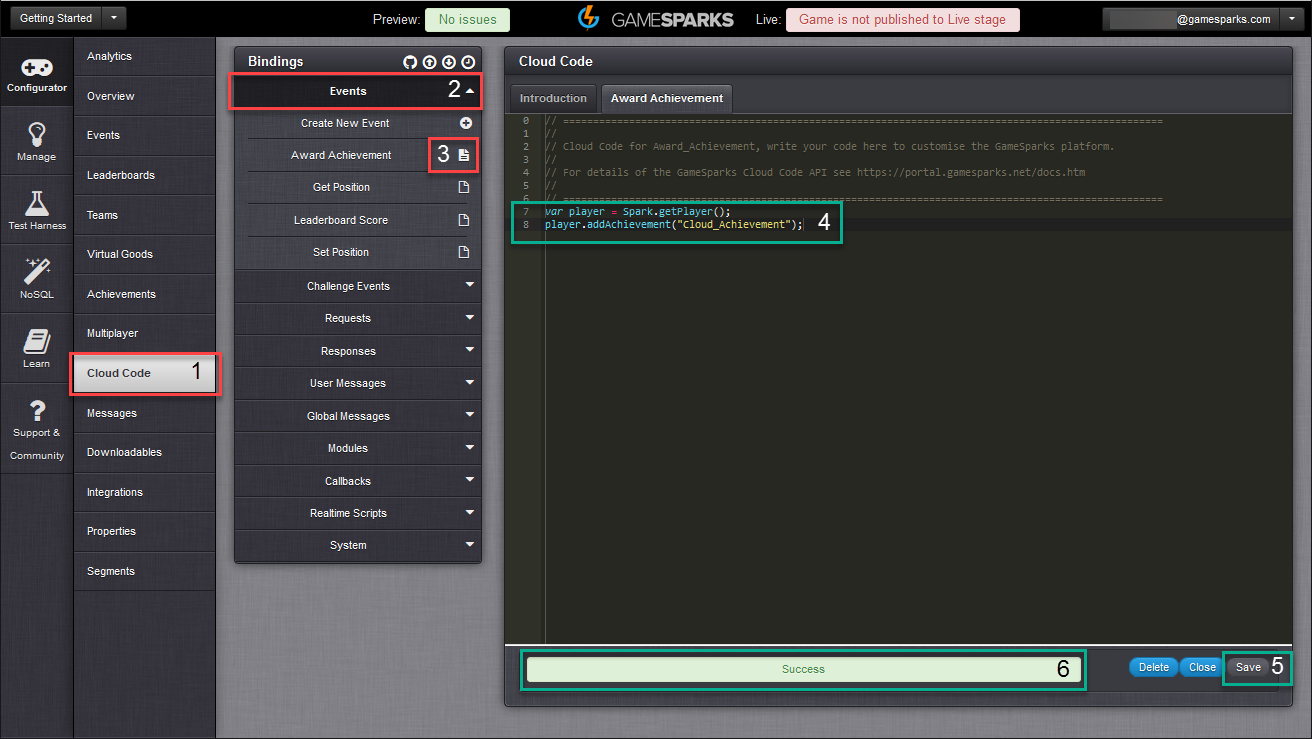 Getting Started
Preview:
No issues
GAMESPARKS
Live:
Game is not published to Live stage
@gamesparks.com
Configurator
Manage
Test Harness
NoSQL
Learn
Support &
Community
Analytics
Overview
Events
Leaderboards
Teams
Virtual Goods
Achievements
Multiplayer
Cloud Code 1
Messages
Downloadables
Integrations
Properties
Segments
Bindings
Events 2
Create New Event
Award Achievement 3
Get Position
Leaderboard Score
Set Position
Challenge Events
Requests
Responses
User Messages
Global Messages
Modules
Callbacks
Realtime Scripts
System
Cloud Code
Introduction
Award Achievement
0 // ====================================================================================================
1 //
2 // Cloud Code for Award_Achievement, write your code here to customise the GameSparks platform.
3 //
4 // For details of the GameSparks Cloud Code API see https://portal.gamesparks.net/docs.htm
5 //
6 // ====================================================================================================
7 var player = Spark.getPlayer();
8 player.addAchievement("Cloud_Achievement"); 4
Success 6
Delete
Close
Save 5